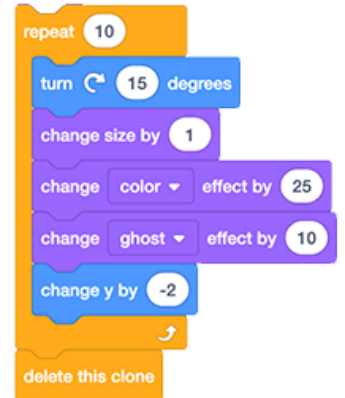 repeat 10
turn 15 degrees
change size by 1
change color effect by 25
change ghost effect by 10
change y by -2
delete this clone